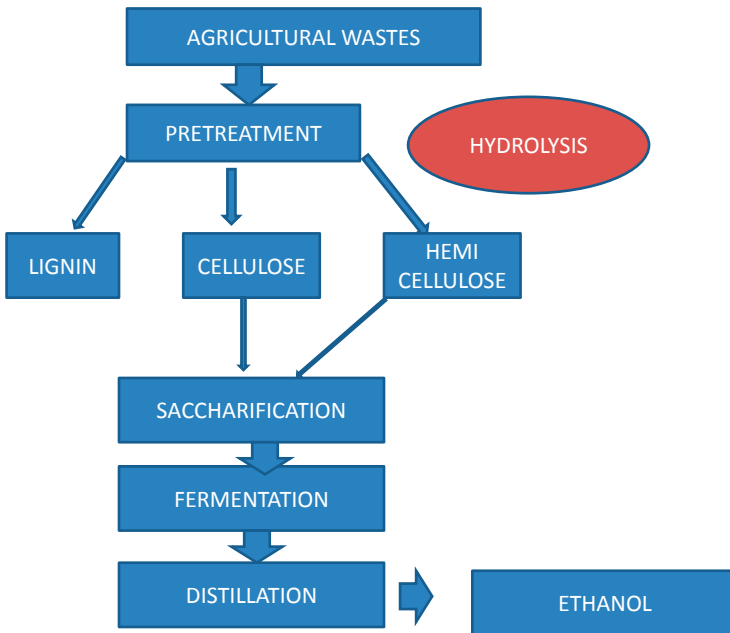 AGRICULTURAL WASTES
PRETREATMENT
HYDROLYSIS
LIGNIN
CELLULOSE
HEMI
CELLULOSE
SACCHARIFICATION
FERMENTATION
DISTILLATION
ETHANOL